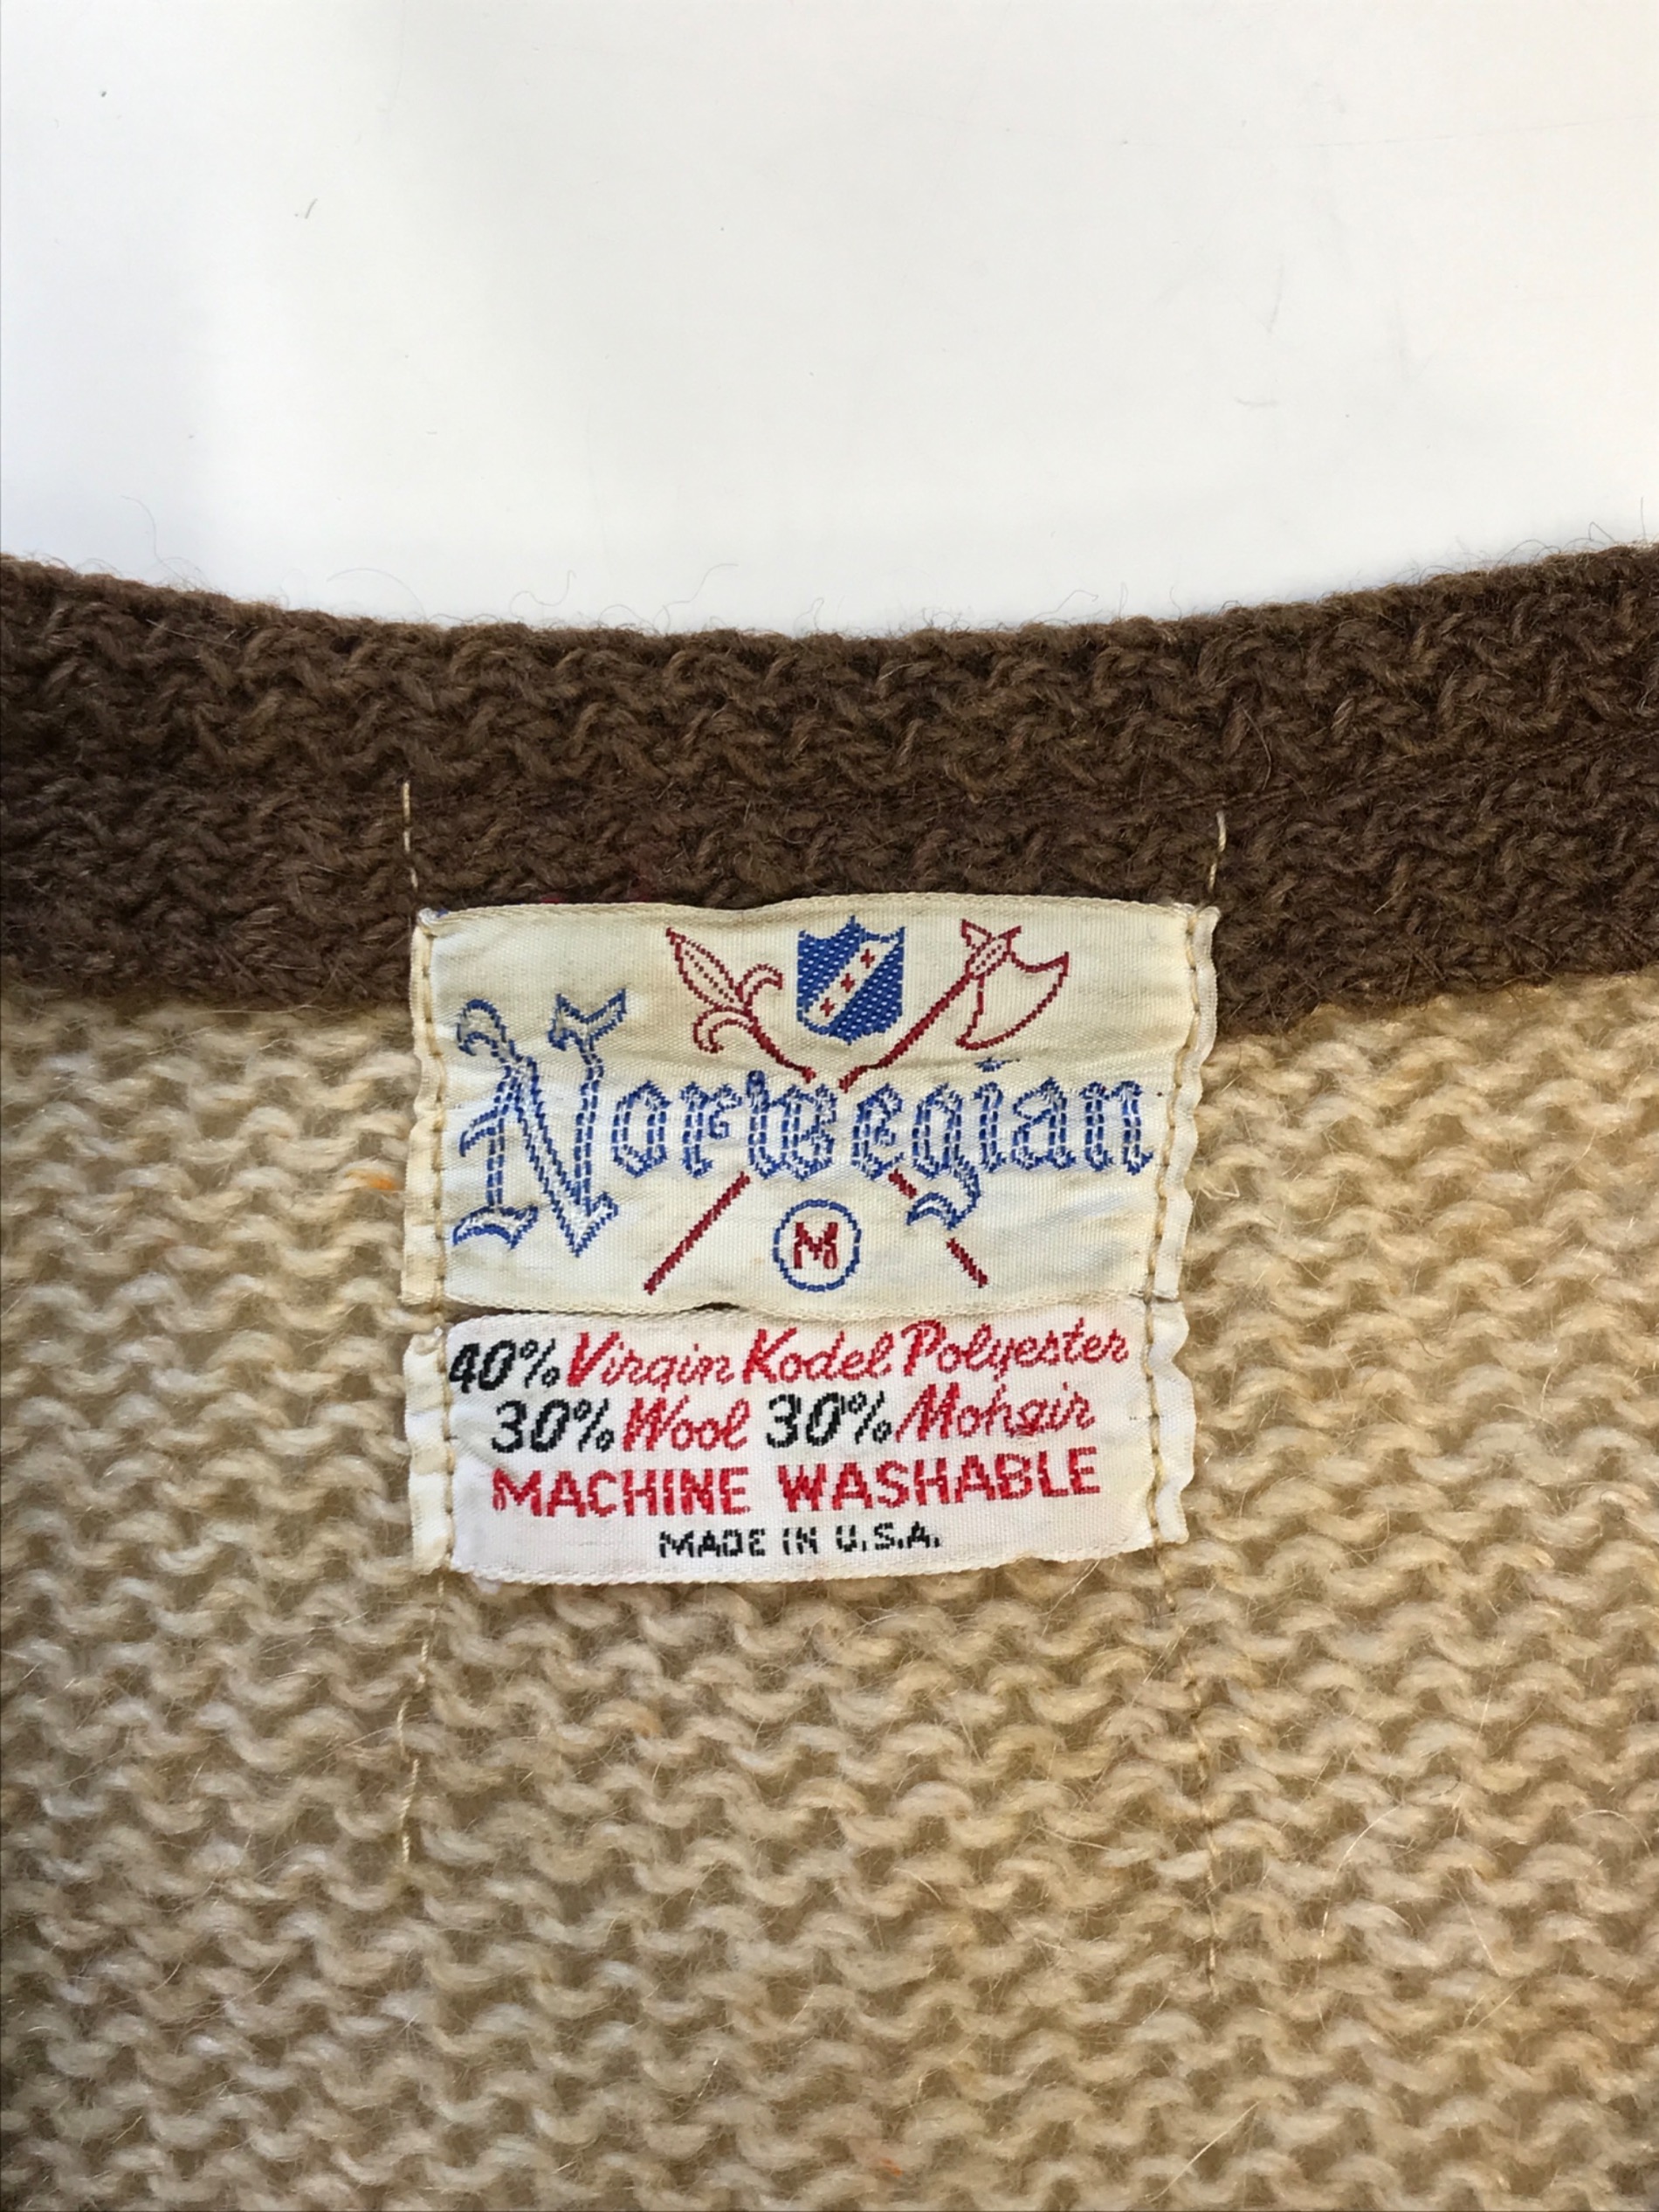 Norwegian
M
40% Virgin Kodel Polyester
30% Wool 30% Mohair
MACHINE WASHABLE
MADE IN U.S.A.